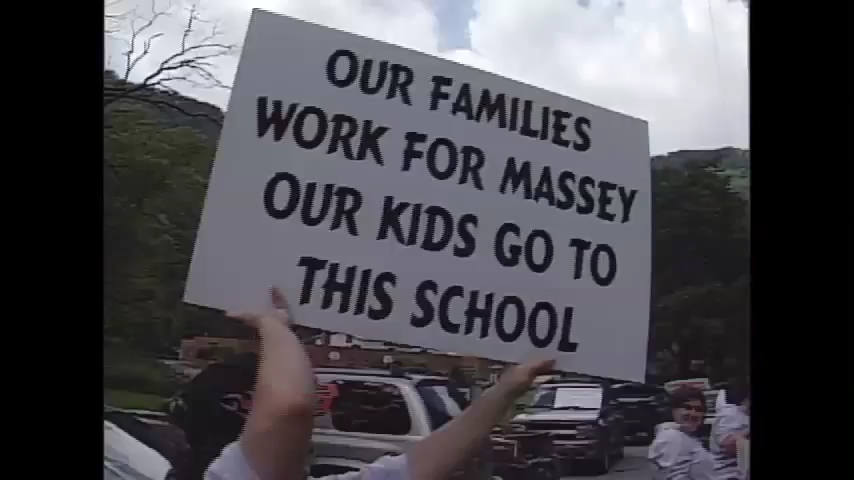 OUR FAMILIES
WORK FOR MASSEY
OUR KIDS GO TO
THIS SCHOOL